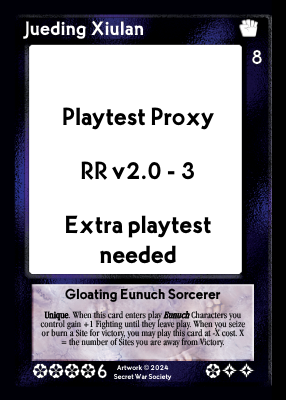 Jueding Xiulan
8
Playtest Proxy
RR v2.0 - 3
Extra playtest
needed
Gloating Eunuch Sorcerer
Unique. When this card enters play Eunuch Characters you
control gain +1 Fighting until they leave play. When you seize
or burn a Site for victory, you may play this card at -X cost. X
= the number of Sites you are away from Victory.
6
Artwork © 2024
Secret War Society